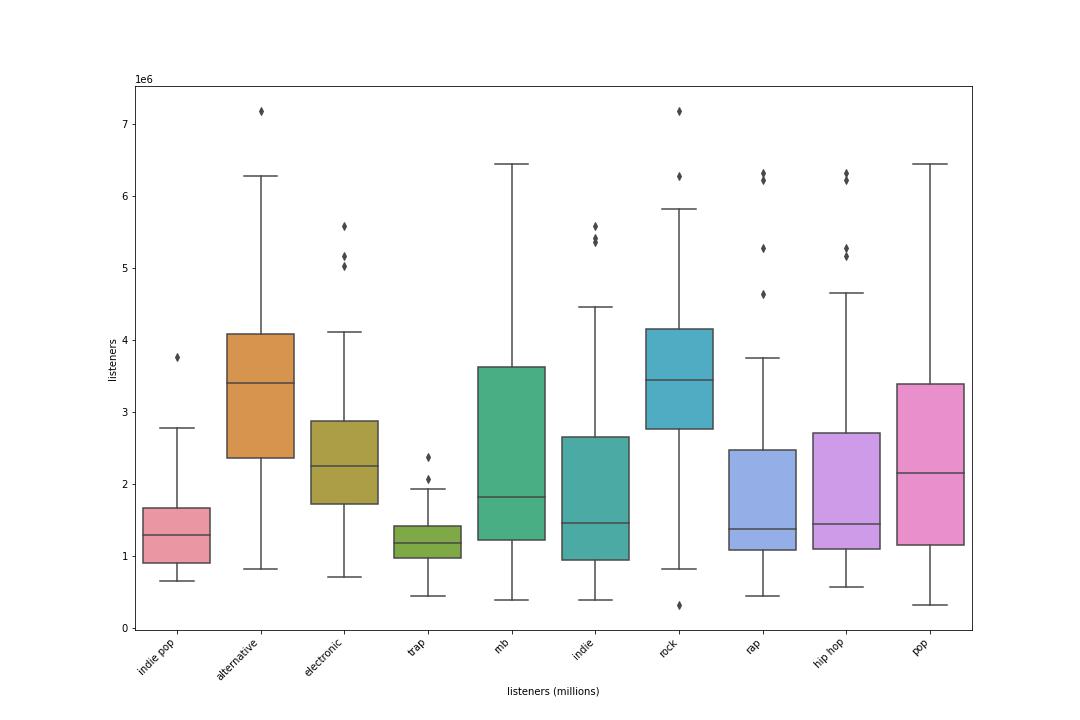 1e6
7
6
5
4
3
2
1
0
listeners
indie pop
alternative
electronic
trap
rnb
indie
rock
rap
hip hop
pop
listeners (millions)